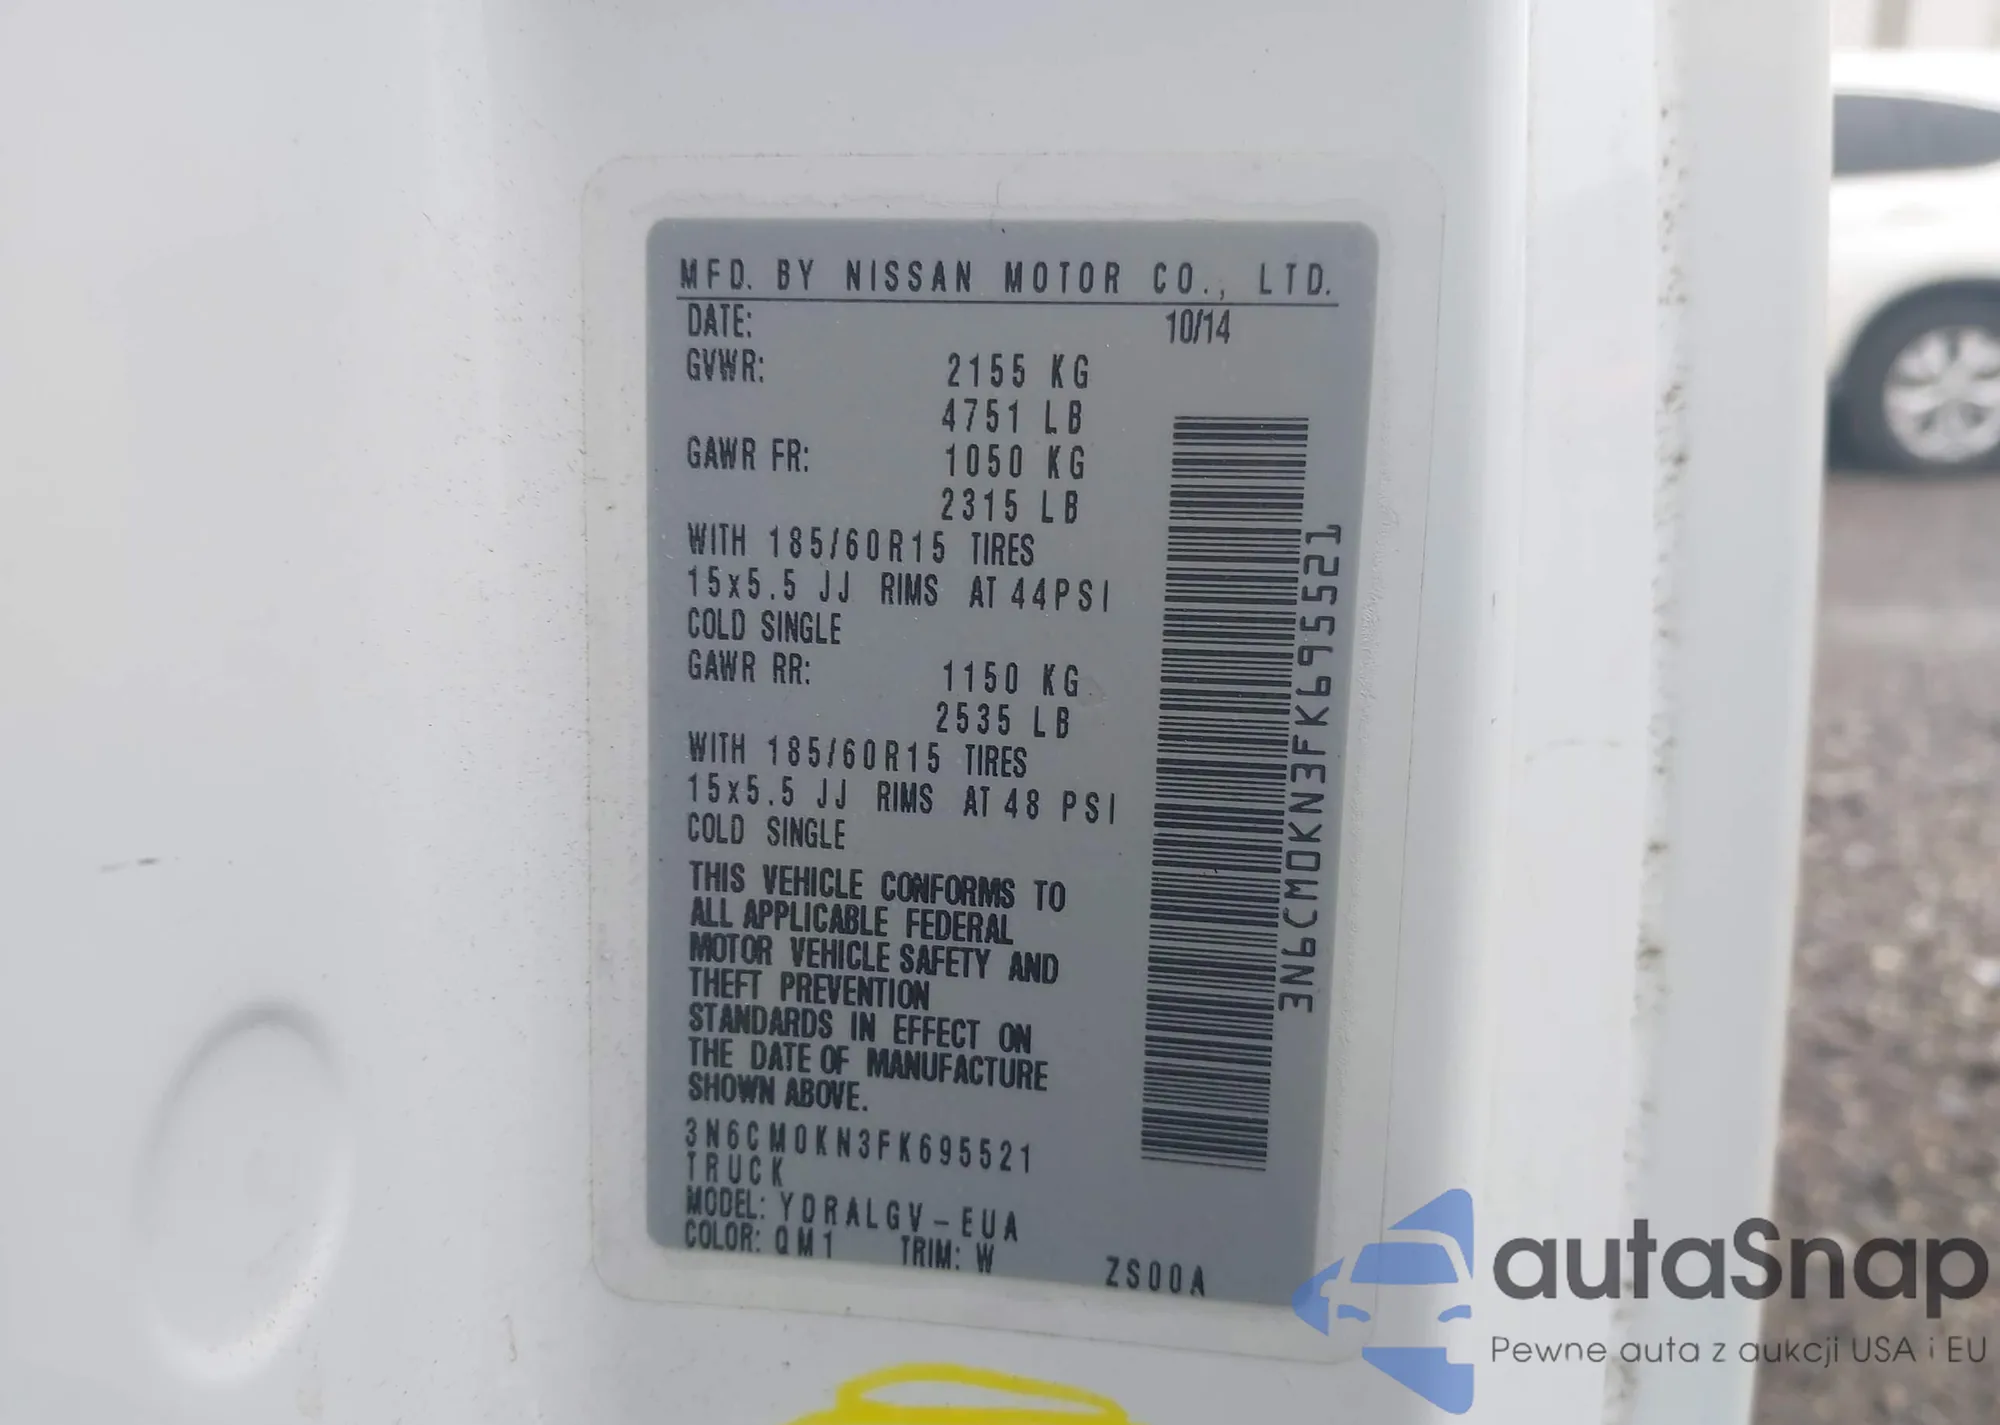 MFD. BY NISSAN MOTOR CO., LTD.
DATE: 10/14
GVWR: 2155 KG
4751 LB
GAWR FR: 1050 KG
2315 LB
WITH 185/60R15 TIRES
15x5.5 JJ RIMS AT 44PSI
COLD SINGLE
GAWR RR: 1150 KG
2535 LB
WITH 185/60R15 TIRES
15x5.5 JJ RIMS AT 48 PSI
COLD SINGLE
THIS VEHICLE CONFORMS TO
ALL APPLICABLE FEDERAL
MOTOR VEHICLE SAFETY AND
THEFT PREVENTION
STANDARDS IN EFFECT ON
THE DATE OF MANUFACTURE
SHOWN ABOVE.
3N6CM0KN3FK695521
TRUCK
MODEL: YDRALGV-EUA
COLOR: QM1 TRIM: W ZS00A
3N6CM0KN3FK695521
autaSnap
Pewne auta z aukcji USA i EU